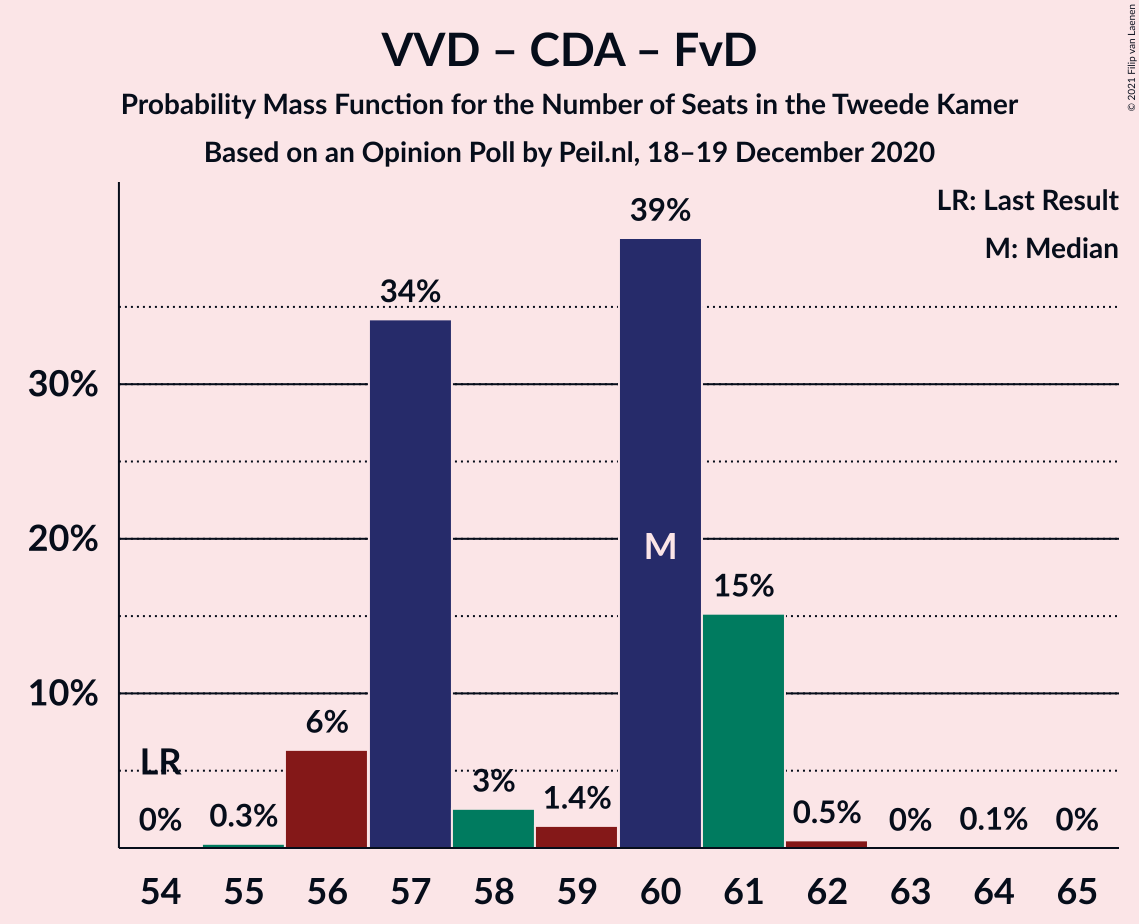 VVD – CDA – FvD
Probability Mass Function for the Number of Seats in the Tweede Kamer
Based on an Opinion Poll by Peil.nl, 18–19 December 2020
© 2021 Filip van Laenen
LR: Last Result
M: Median
39%
34%
30%
20%
M
15%
10%
6%
LR
3%
1.4%
0%
0.3%
0.5%
0%
0.1%
0%
54 55 56 57 58 59 60 61 62 63 64 65